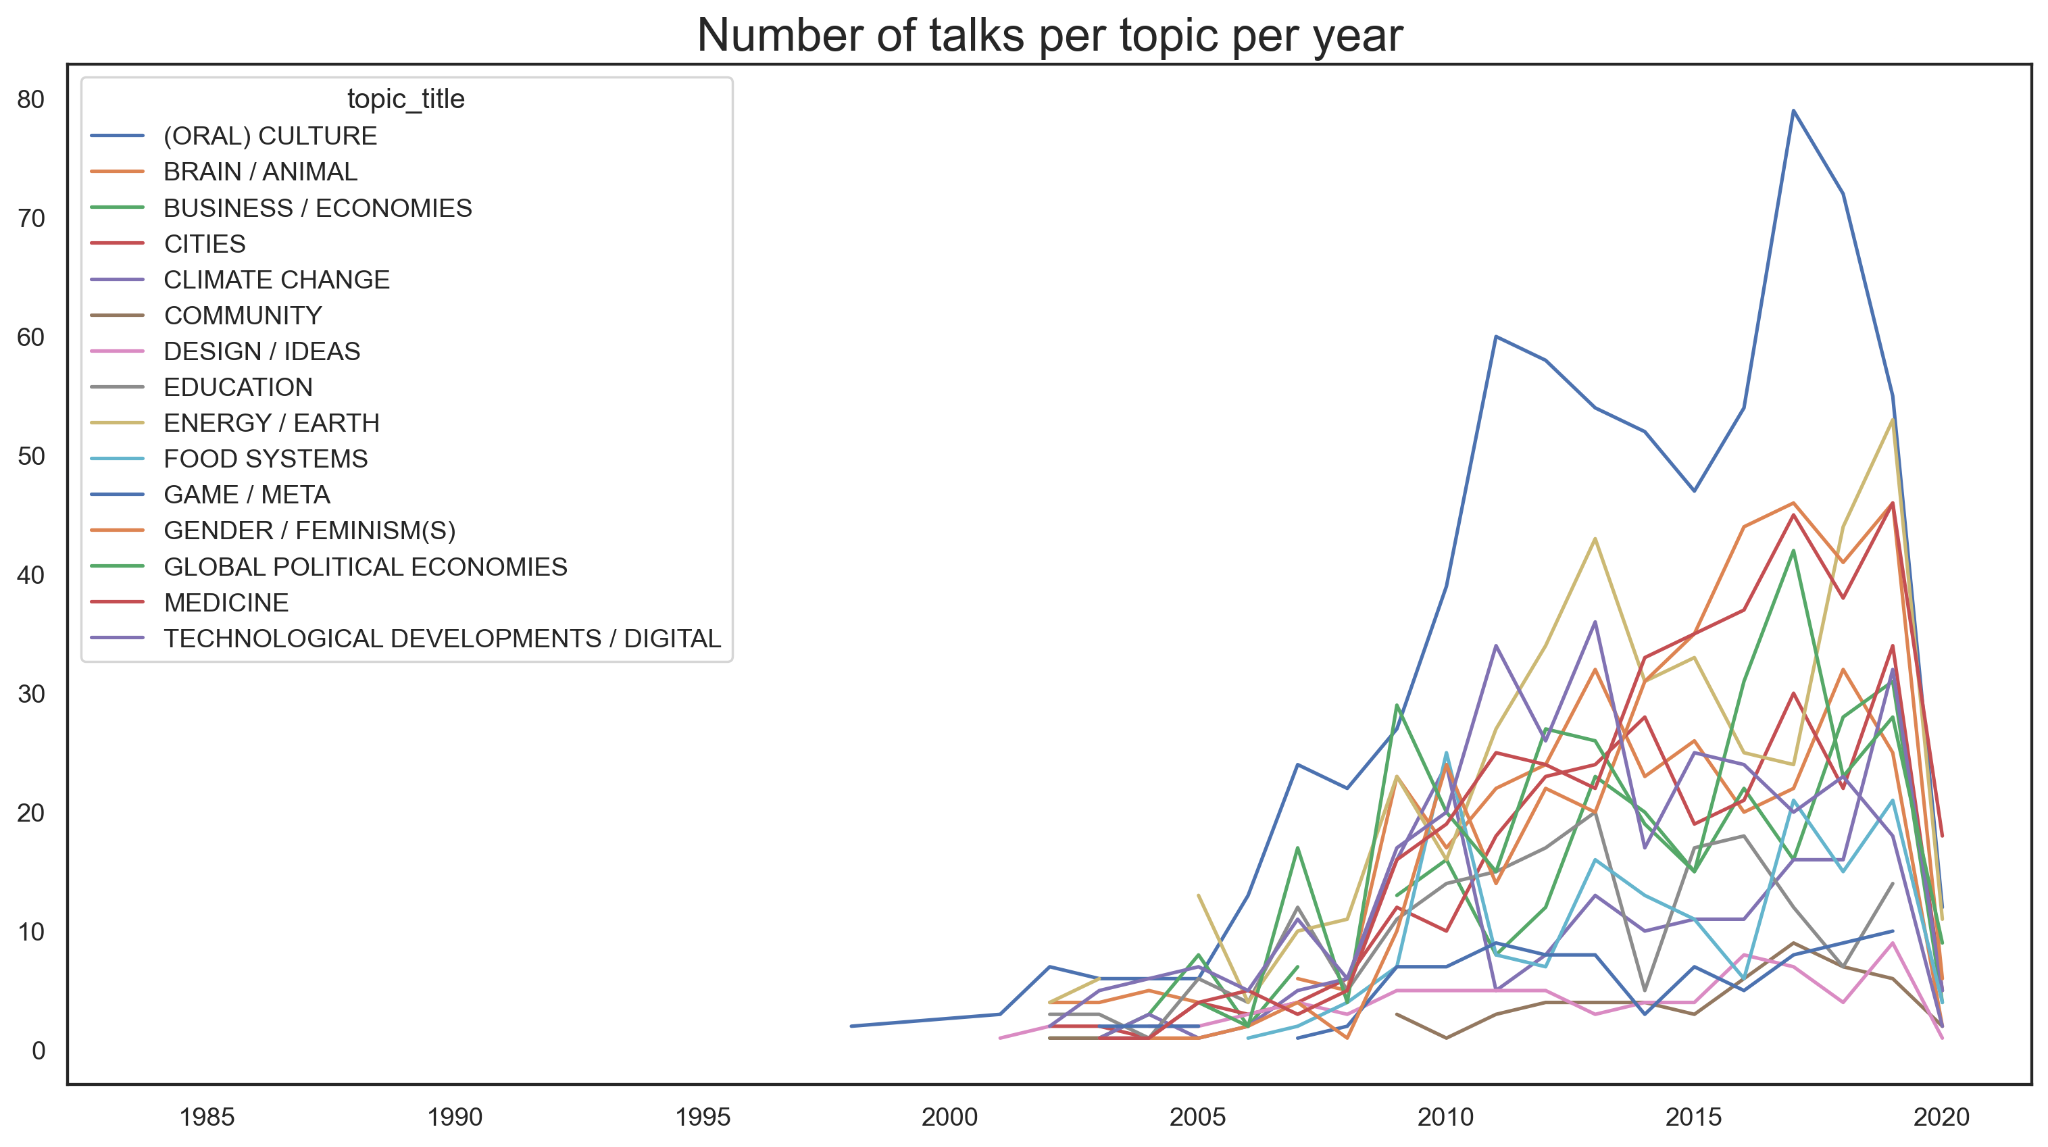 Number of talks per topic per year
80
70
60
50
40
30
20
10
0
topic_title
(ORAL) CULTURE
BRAIN / ANIMAL
BUSINESS / ECONOMIES
CITIES
CLIMATE CHANGE
COMMUNITY
DESIGN / IDEAS
EDUCATION
ENERGY / EARTH
FOOD SYSTEMS
GAME / META
GENDER / FEMINISM(S)
GLOBAL POLITICAL ECONOMIES
MEDICINE
TECHNOLOGICAL DEVELOPMENTS / DIGITAL
1985 1990 1995 2000 2005 2010 2015 2020